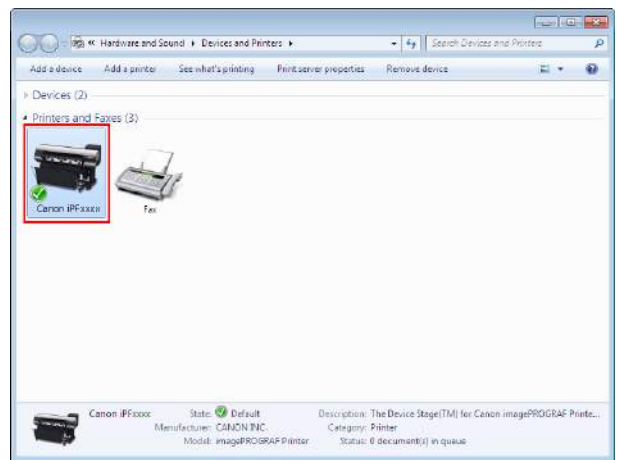 « Hardware and Sound ▸ Devices and Printers ▸ Search Devices and Printers
Add a device Add a printer See what's printing Print server properties Remove device
Devices (2)
Printers and Faxes (3)
Canon iPFxxxx Fax
Canon iPFxxxx State: Default Description: The Device Stage(TM) for Canon imagePROGRAF Printe...
Manufacturer: CANON INC. Category: Printer
Model: imagePROGRAF Printer Status: 0 document(s) in queue